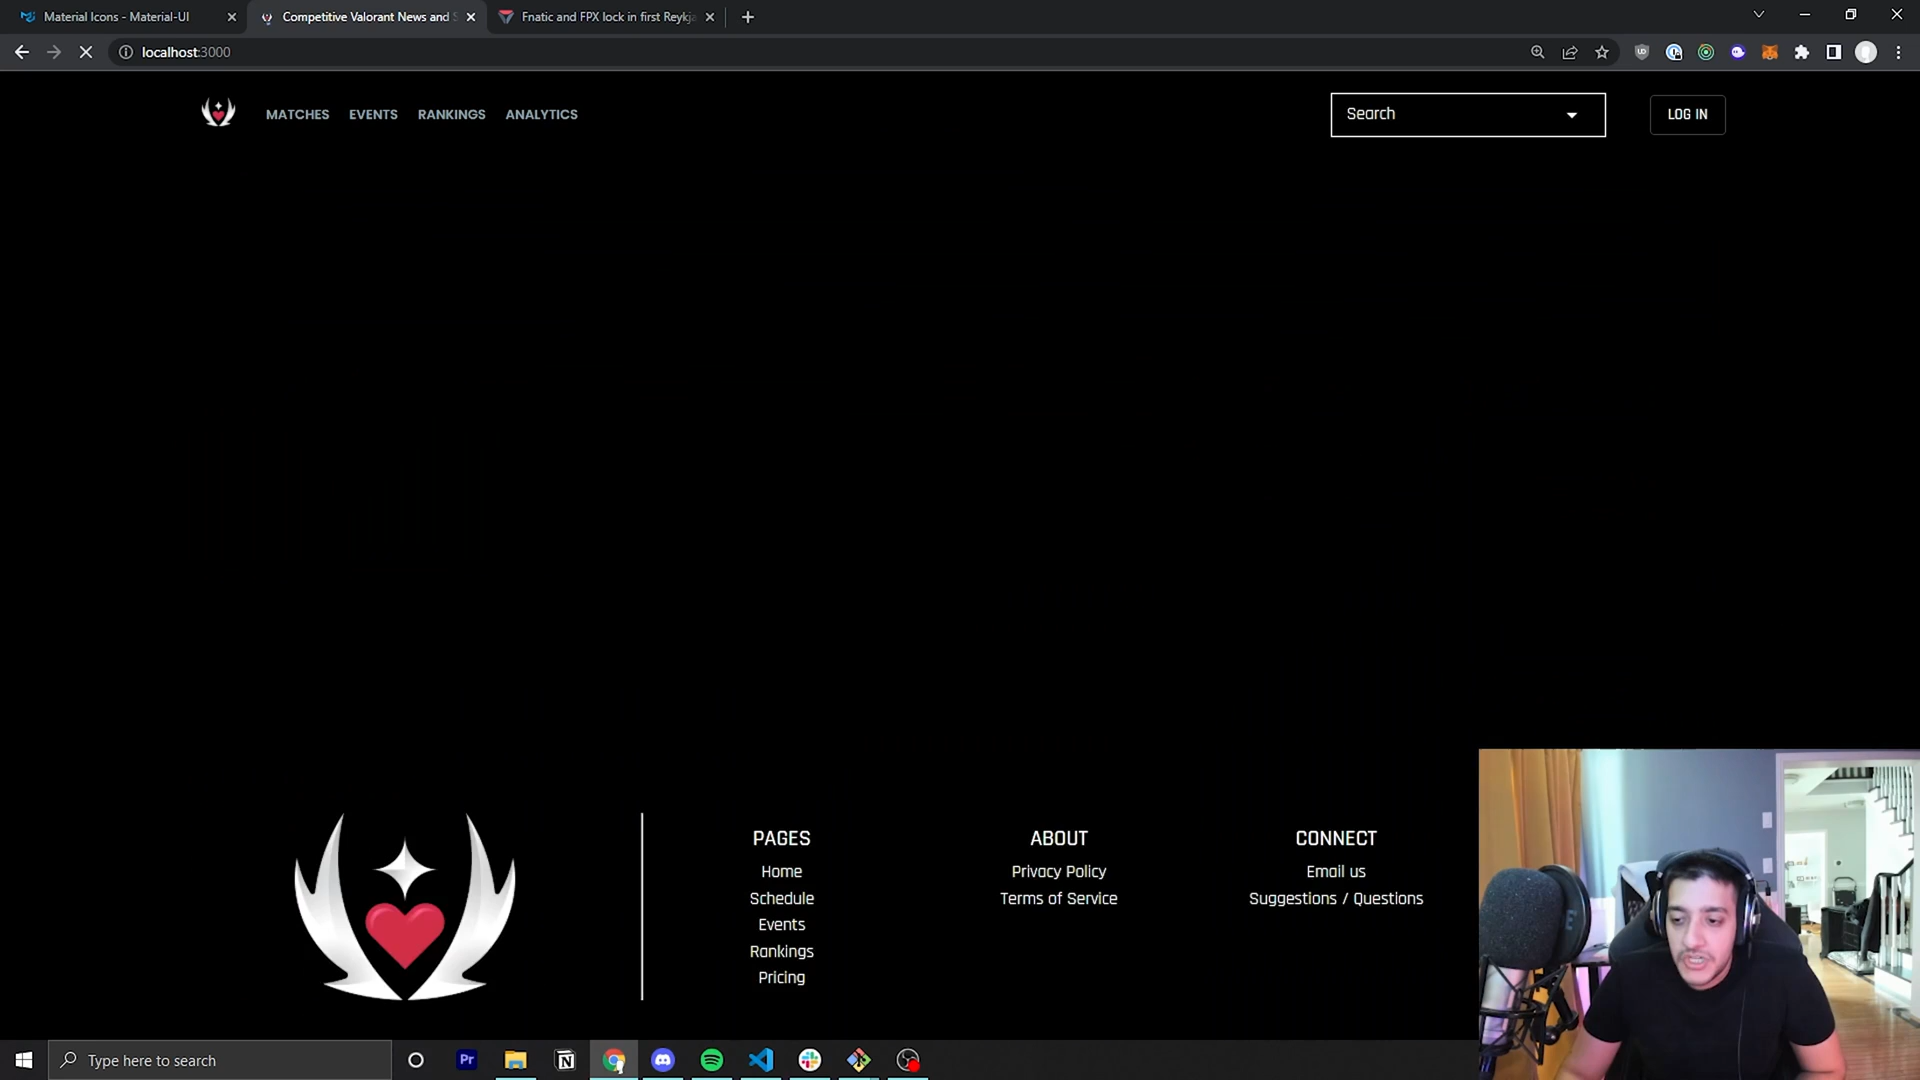 Material Icons - Material-UI
Competitive Valorant News and S
Fnatic and FPX lock in first Reykja
localhost:3000
MATCHES
EVENTS
RANKINGS
ANALYTICS
Search
LOG IN
PAGES
Home
Schedule
Events
Rankings
Pricing
ABOUT
Privacy Policy
Terms of Service
CONNECT
Email us
Suggestions / Questions
Type here to search
Pr